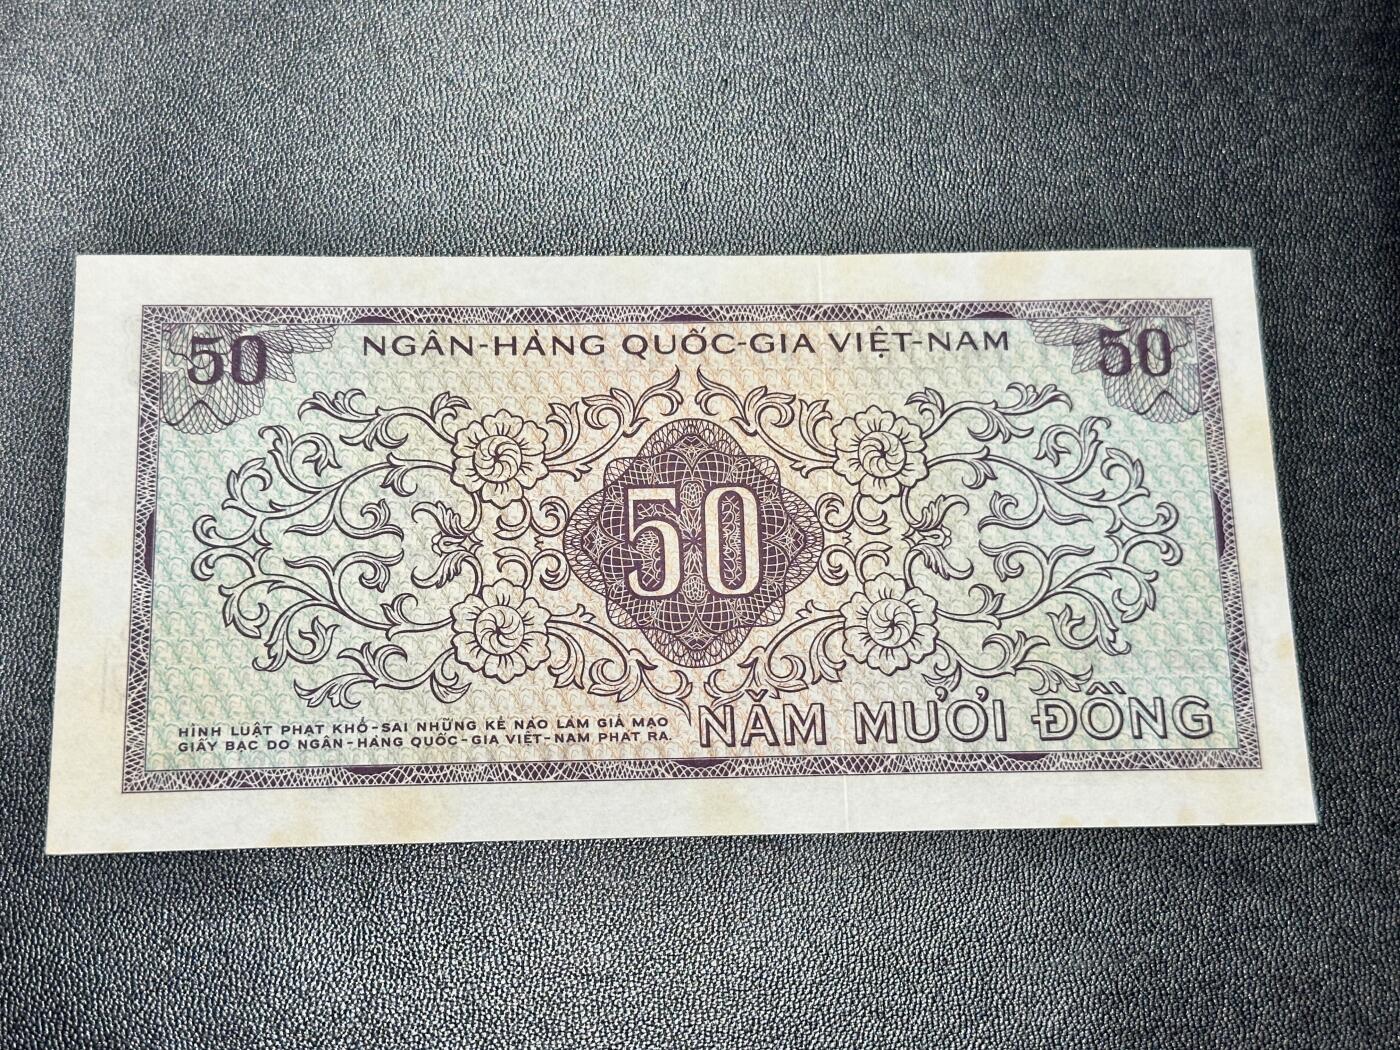 50 NGÂN-HÀNG QUỐC-GIA VIỆT-NAM 50
50
HÌNH LUẬT PHẠT KHỔ-SAI NHỮNG KẺ NÀO LÀM GIẢ MẠO
GIẤY BẠC DO NGÂN-HÀNG QUỐC-GIA VIỆT-NAM PHÁT RA.
NĂM MƯƠI ĐỒNG